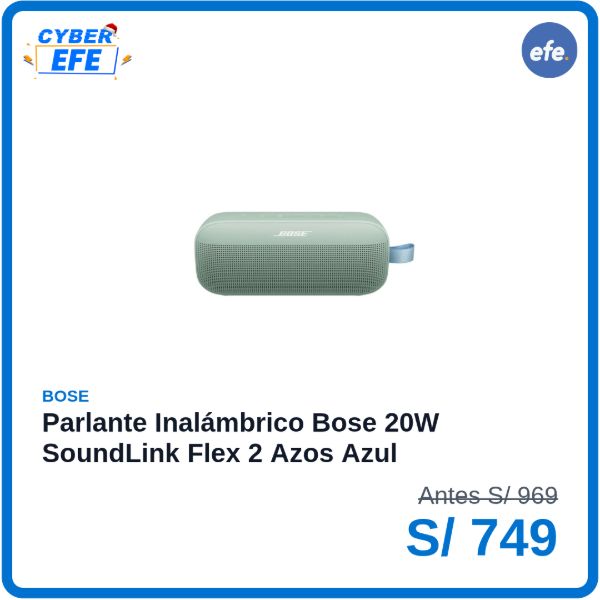 CYBER
EFE
efe.
BOSE
BOSE
Parlante Inalámbrico Bose 20W
SoundLink Flex 2 Azos Azul
Antes S/ 969
S/ 749